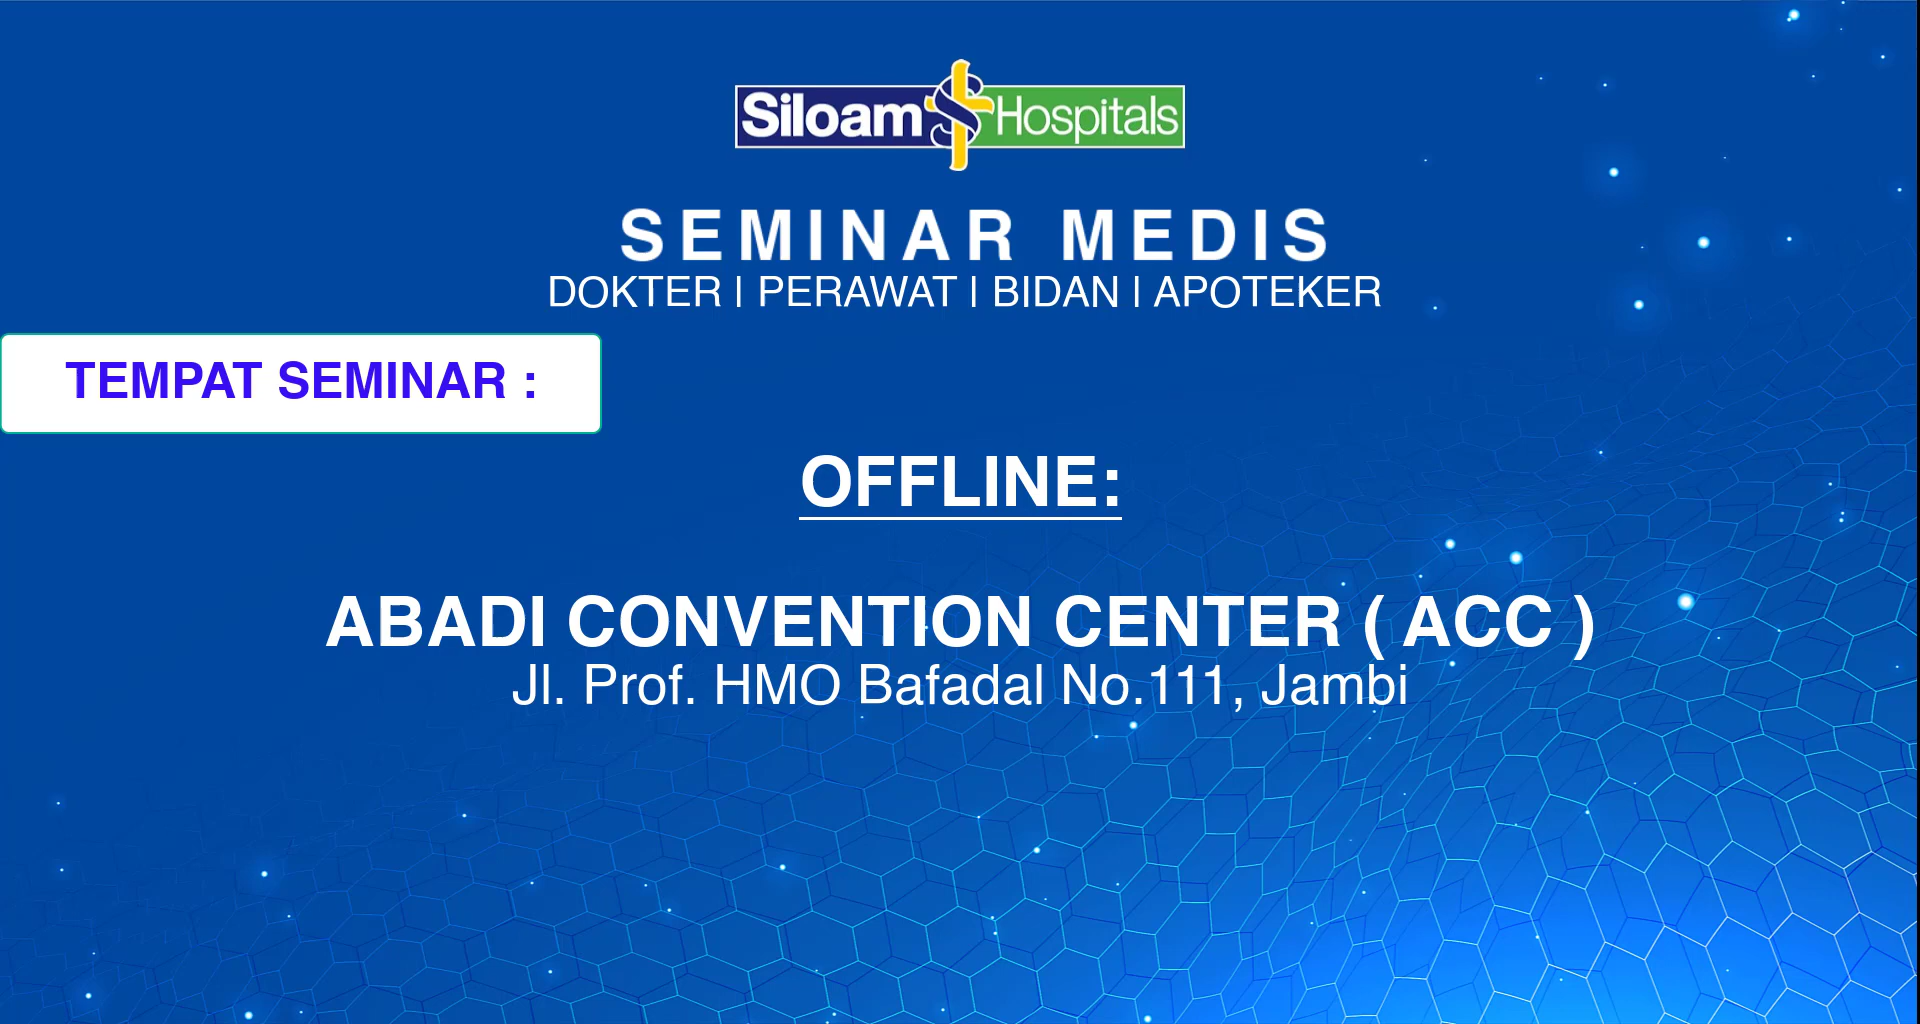 Siloam Hospitals
SEMINAR MEDIS
DOKTER | PERAWAT | BIDAN | APOTEKER
TEMPAT SEMINAR :
OFFLINE:
ABADI CONVENTION CENTER ( ACC )
Jl. Prof. HMO Bafadal No.111, Jambi